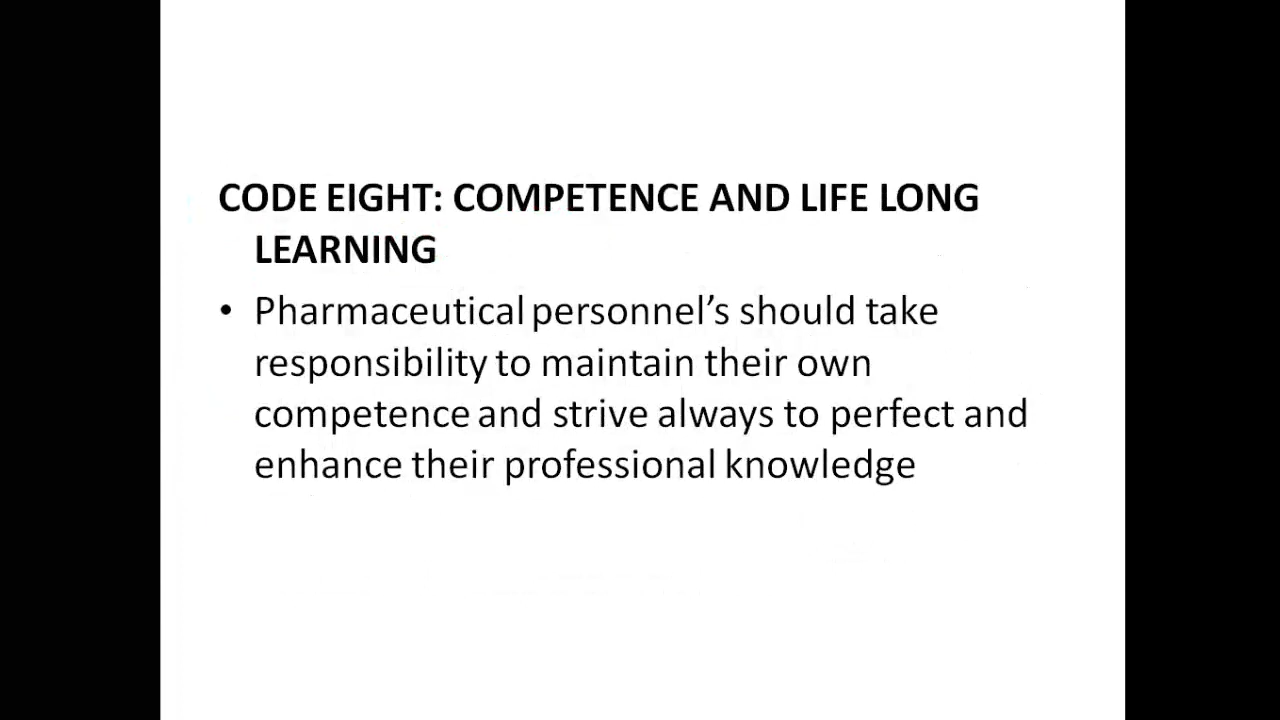 CODE EIGHT: COMPETENCE AND LIFE LONG
LEARNING
• Pharmaceutical personnel’s should take
responsibility to maintain their own
competence and strive always to perfect and
enhance their professional knowledge